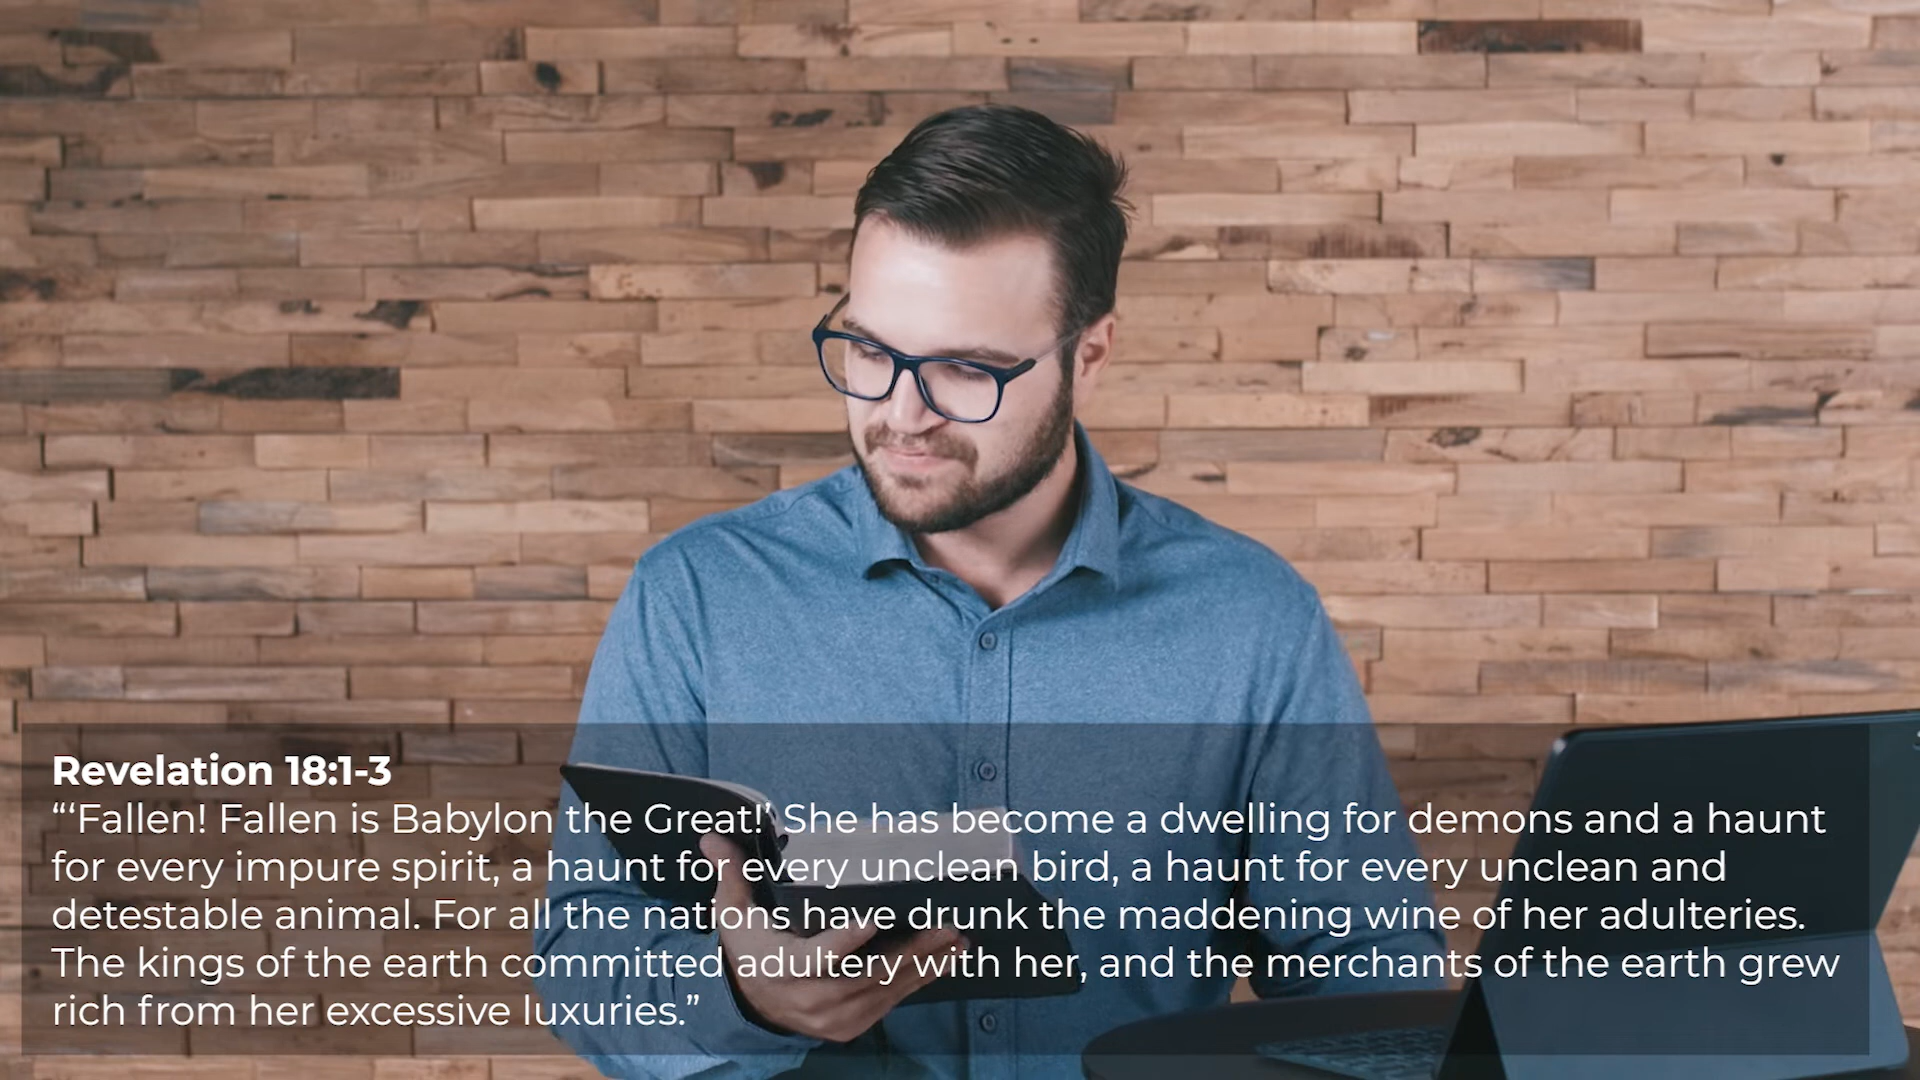 Revelation 18:1-3
“‘Fallen! Fallen is Babylon the Great!’ She has become a dwelling for demons and a haunt
for every impure spirit, a haunt for every unclean bird, a haunt for every unclean and
detestable animal. For all the nations have drunk the maddening wine of her adulteries.
The kings of the earth committed adultery with her, and the merchants of the earth grew
rich from her excessive luxuries.”